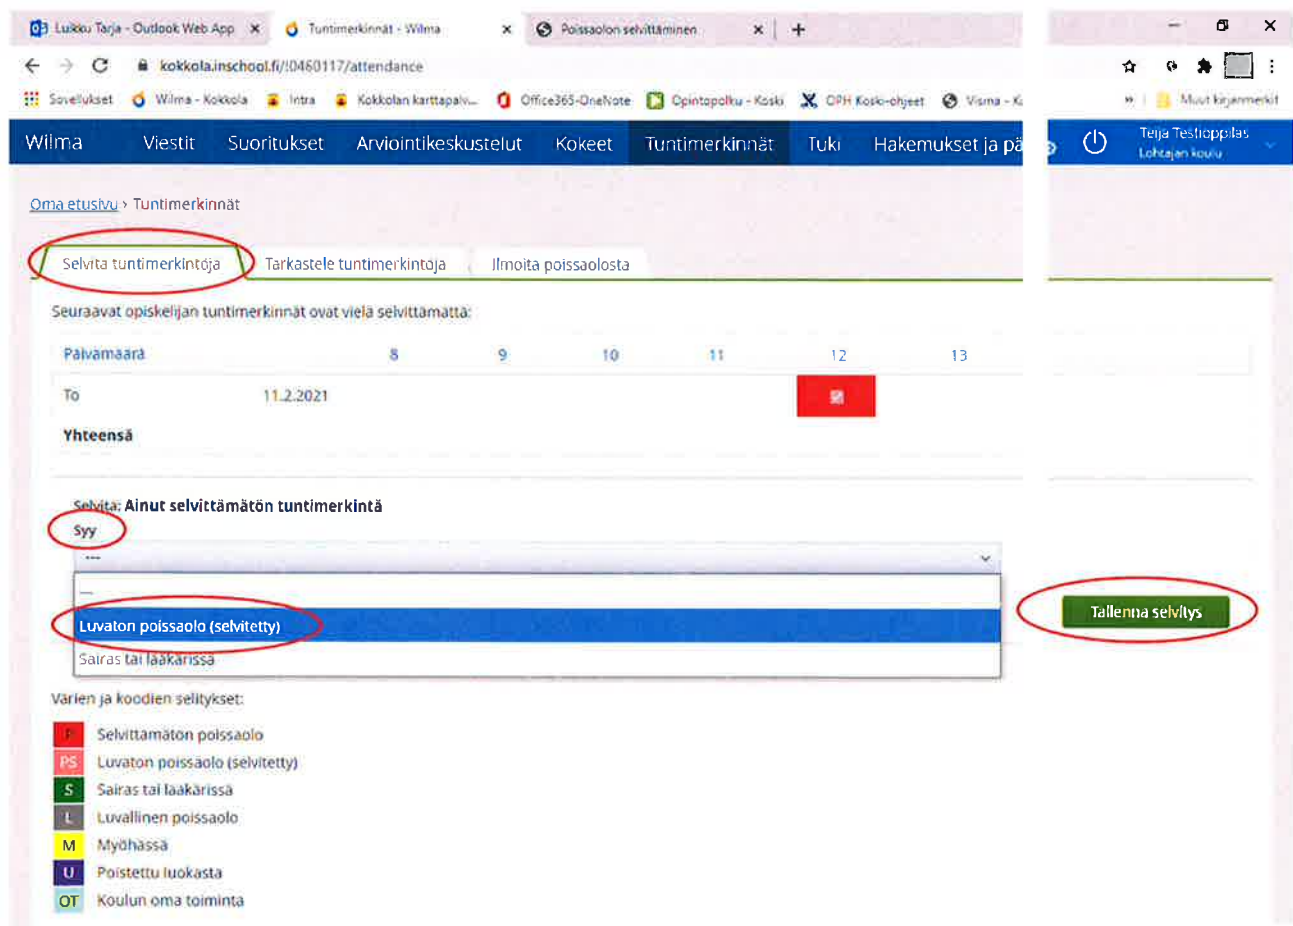 Luikku Tarja - Outlook Web App × Tuntimerkinnät - Wilma × Poissaolon selvittäminen × +
kokkola.inschool.fi/!0460117/attendance
Sovellukset Wilma - Kokkola Intra Kokkolan karttapalv... Office365-OneNote Opintopolku - Koski OPH Koski-ohjeet Visma - K » Muut kirjanmerkit
Wilma Viestit Suoritukset Arviointikeskustelut Kokeet Tuntimerkinnät Tuki Hakemukset ja pä Teija Testioppilas
Lohtajan koulu
Oma etusivu › Tuntimerkinnät
Selvitä tuntimerkintöjä Tarkastele tuntimerkintöjä Ilmoita poissaolosta
Seuraavat opiskelijan tuntimerkinnät ovat vielä selvittämättä:
Päivämäärä 8 9 10 11 12 13
To 11.2.2021
Yhteensä
Selvitä: Ainut selvittämätön tuntimerkintä
Syy
---
---
Luvaton poissaolo (selvitetty)
Tallenna selvitys
Sairas tai lääkärissä
Värien ja koodien selitykset:
P Selvittämätön poissaolo
PS Luvaton poissaolo (selvitetty)
S Sairas tai lääkärissä
L Luvallinen poissaolo
M Myöhässä
U Poistettu luokasta
OT Koulun oma toiminta